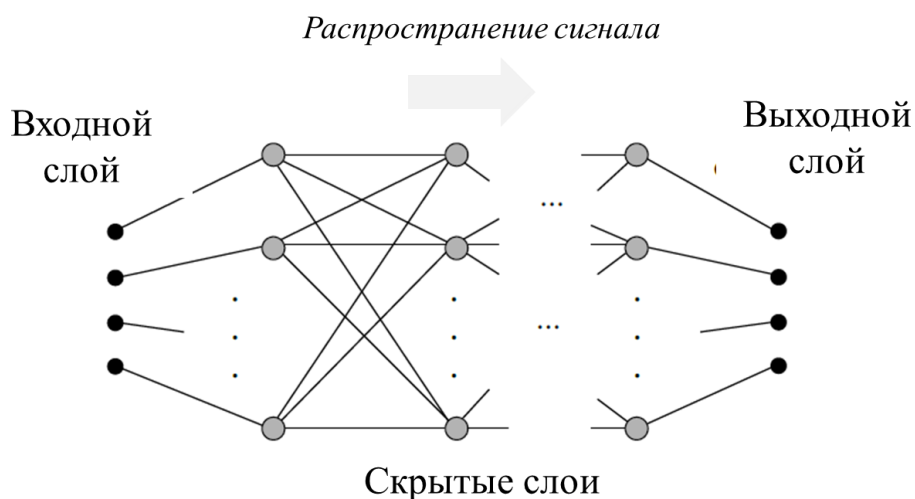 Распространение сигнала
Входной
слой
Выходной
слой
...
...
Скрытые слои